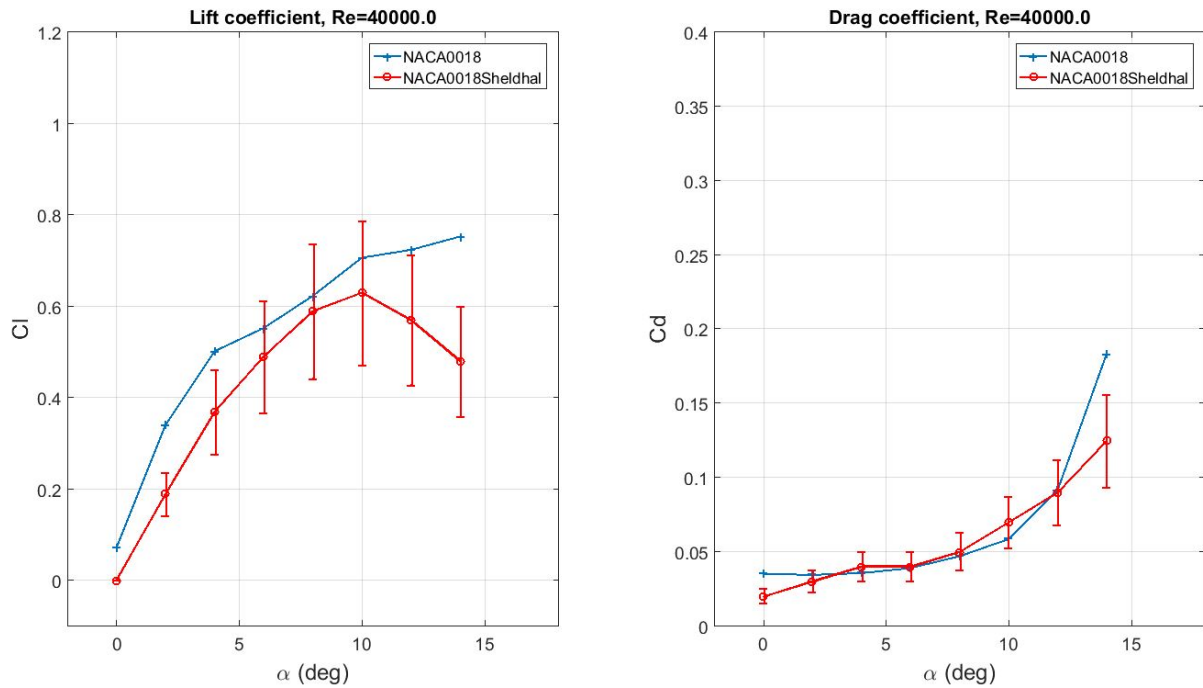 Lift coefficient, Re=40000.0
1.2
1
0.8
0.6
0.4
0.2
0
Cl
0
5
10
15
α (deg)
NACA0018
NACA0018Sheldhal
Drag coefficient, Re=40000.0
0.4
0.35
0.3
0.25
0.2
0.15
0.1
0.05
0
Cd
0
5
10
15
α (deg)
NACA0018
NACA0018Sheldhal